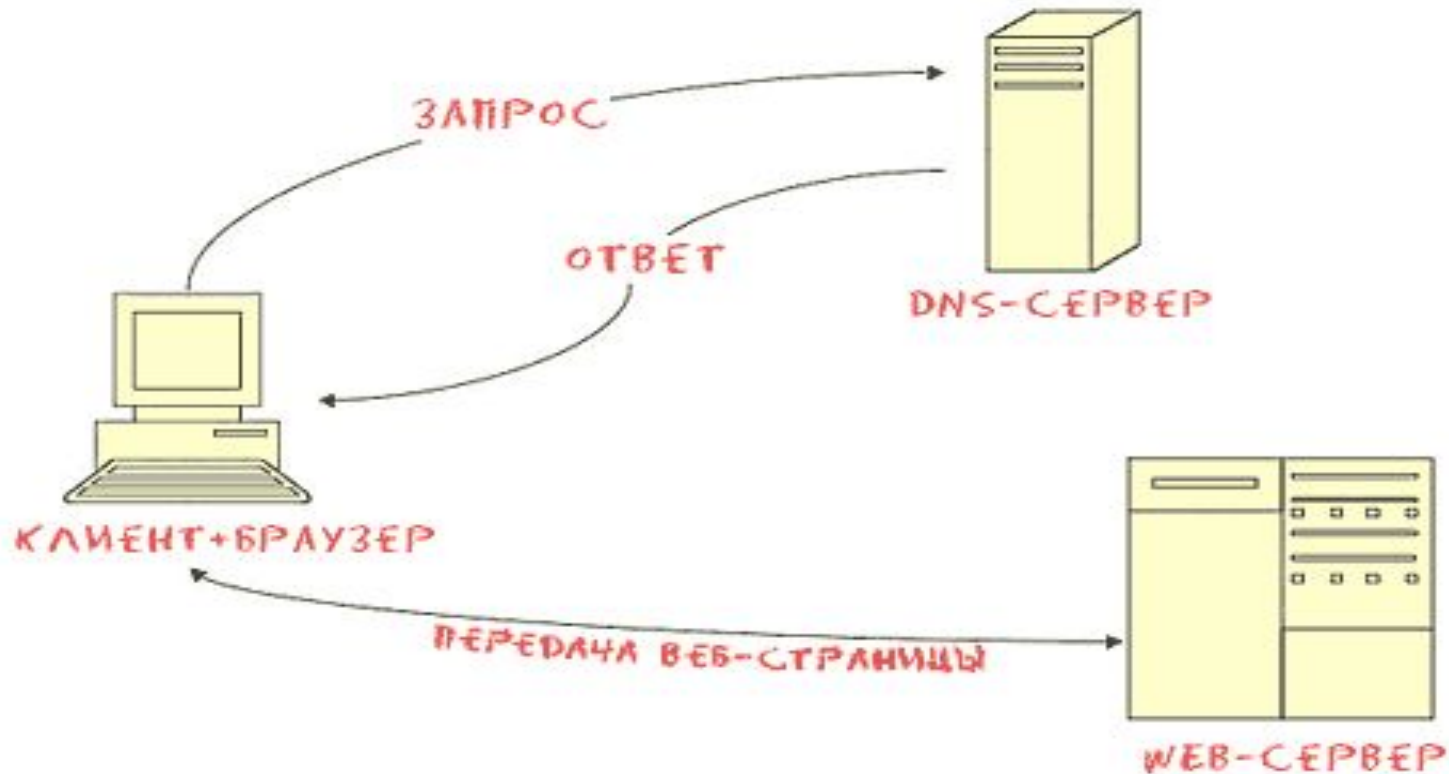 ЗАПРОС
ОТВЕТ
DNS-СЕРВЕР
КЛИЕНТ+БРАУЗЕР
ПЕРЕДАЧА ВЕБ-СТРАНИЦЫ
WEB-СЕРВЕР